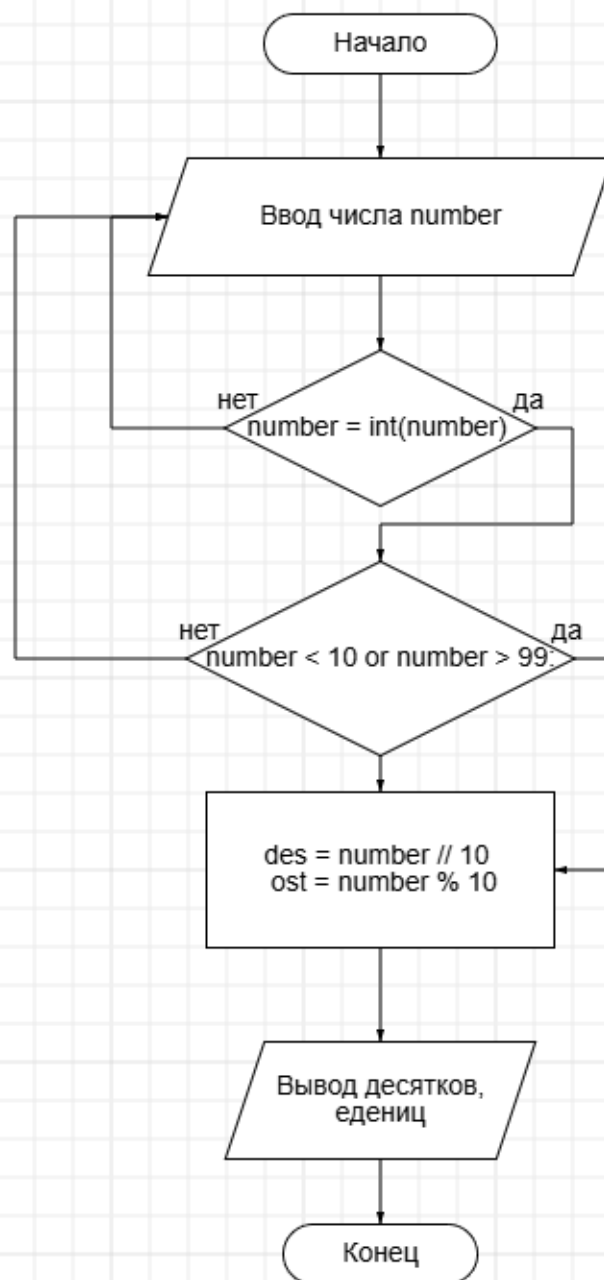 Начало
Ввод числа number
нет
да
number = int(number)
нет
да
number < 10 or number > 99:
des = number // 10
ost = number % 10
Вывод десятков,
едениц
Конец